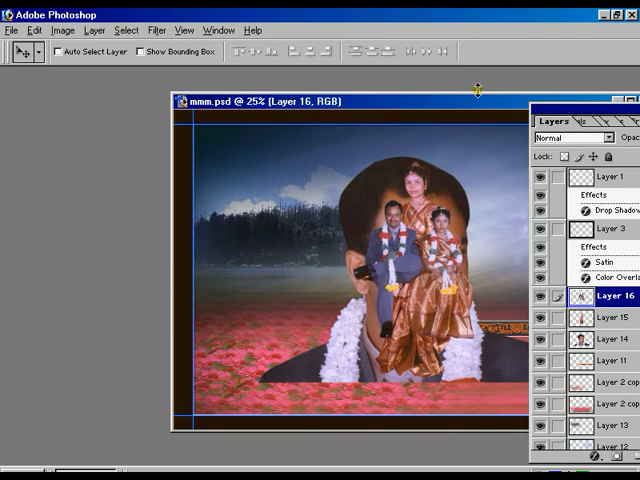 Adobe Photoshop
File Edit Image Layer Select Filter View Window Help
Auto Select Layer Show Bounding Box
mmm.psd @ 25% (Layer 16, RGB)
Layers
Normal Opac
Lock:
Layer 1
Effects
Drop Shadow
Layer 3
Effects
Satin
Color Overla
Layer 16
Layer 15
Layer 14
Layer 11
Layer 2 cop
Layer 2 cop
Layer 13
Layer 12